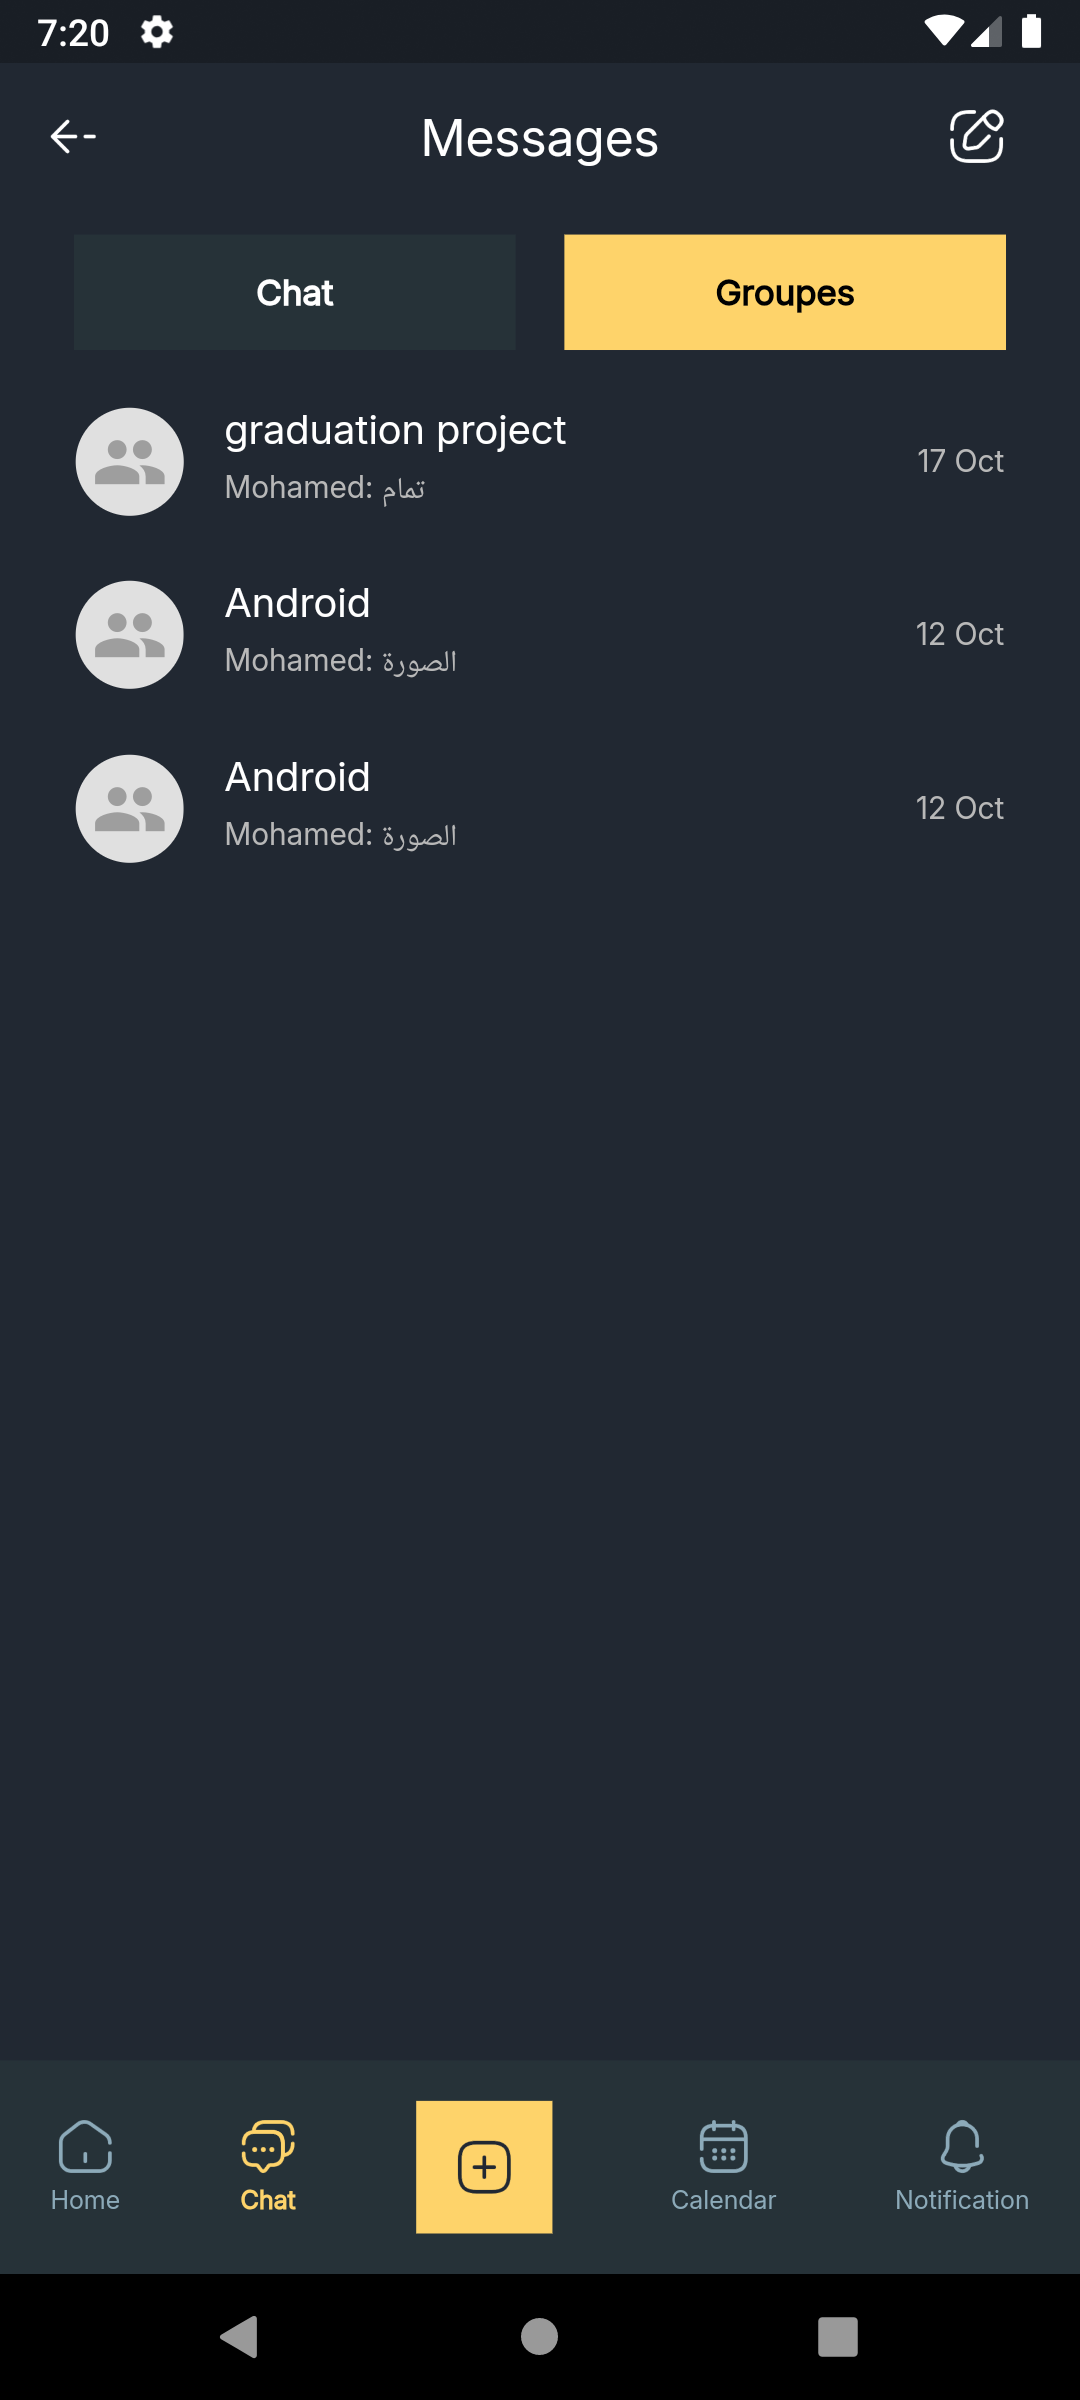 7:20
Messages
Chat
Groupes
graduation project
17 Oct
Mohamed: تمام
Android
12 Oct
Mohamed: الصورة
Android
12 Oct
Mohamed: الصورة
Home
Chat
Calendar
Notification